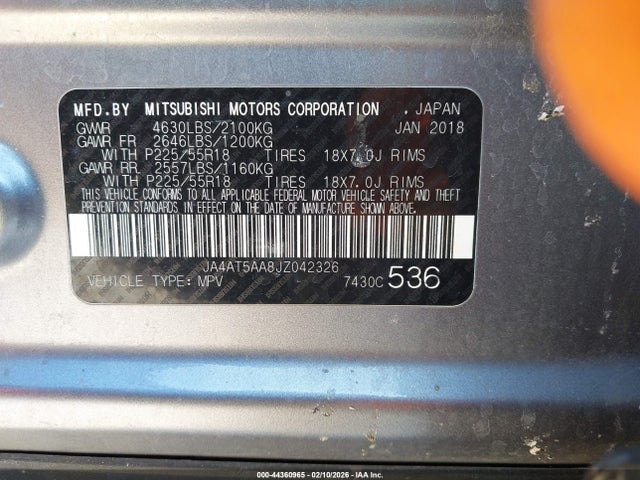 MFD.BY MITSUBISHI MOTORS CORPORATION . JAPAN
GWWR 4630LBS/2100KG JAN 2018
GAWR FR 2646LBS/1200KG
WITH P225/55R18 TIRES 18X7.0J RIMS
GAWR RR. 2557LBS/1160KG
WITH P225/55R18 TIRES 18X7.0J RIMS
THIS VEHICLE CONFORMS TO ALL APPLICABLE FEDERAL MOTOR VEHICLE SAFETY AND THEFT
PREVENTION STANDARDS IN EFFECT ON THE DATE OF MANUFACTURE SHOWN ABOVE.
JA4AT5AA8JZ042326
VEHICLE TYPE: MPV 7430C 536
000-44360965 - 02/10/2026 - IAA Inc.